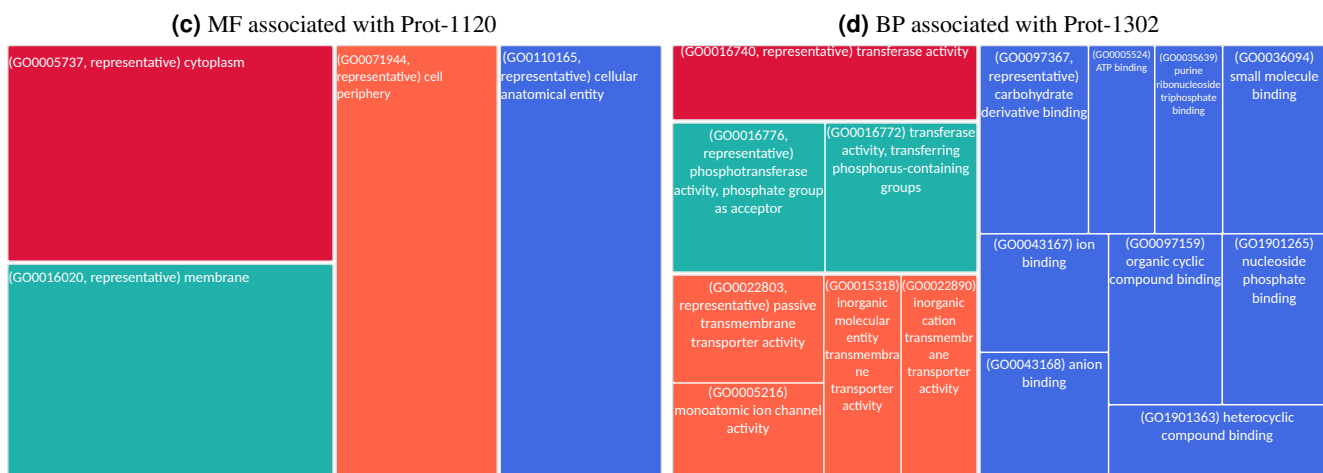 (c) MF associated with Prot-1120
(GO0005737, representative) cytoplasm
(GO0016020, representative) membrane
(GO0071944,
representative) cell
periphery
(GO0110165,
representative) cellular
anatomical entity
(d) BP associated with Prot-1302
(GO0016740, representative) transferase activity
(GO0016776,
representative)
phosphotransferase
activity, phosphate group
as acceptor
(GO0016772) transferase
activity, transferring
phosphorus-containing
groups
(GO0022803,
representative) passive
transmembrane
transporter activity
(GO0005216)
monoatomic ion channel
activity
(GO0015318)
inorganic
molecular
entity
transmembra
ne
transporter
activity
(GO0022890)
inorganic
cation
transmembr
ane
transporter
activity
(GO0097367,
representative)
carbohydrate
derivative binding
(GO0005524)
ATP binding
(GO0035639)
purine
ribonucleoside
triphosphate
binding
(GO0036094)
small molecule
binding
(GO0043167) ion
binding
(GO0043168) anion
binding
(GO0097159)
organic cyclic
compound binding
(GO1901265)
nucleoside
phosphate
binding
(GO1901363) heterocyclic
compound binding